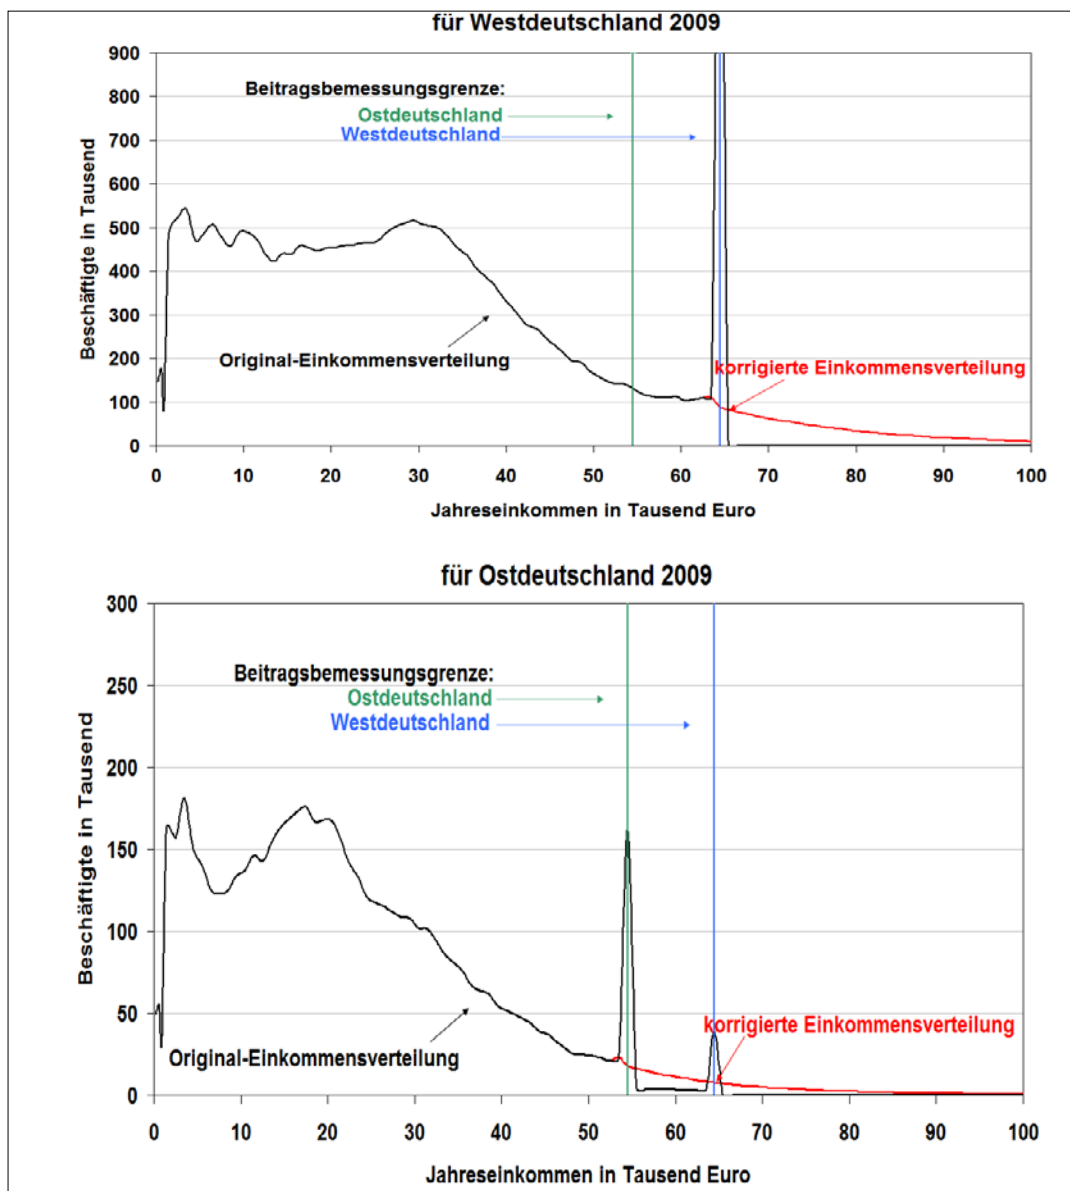 für Westdeutschland 2009
900
800
700
600
500
400
300
200
100
0
Beschäftigte in Tausend
Beitragsbemessungsgrenze:
Ostdeutschland
Westdeutschland
Original-Einkommensverteilung
korrigierte Einkommensverteilung
0 10 20 30 40 50 60 70 80 90 100
Jahreseinkommen in Tausend Euro
für Ostdeutschland 2009
300
250
200
150
100
50
0
Beschäftigte in Tausend
Beitragsbemessungsgrenze:
Ostdeutschland
Westdeutschland
Original-Einkommensverteilung
korrigierte Einkommensverteilung
0 10 20 30 40 50 60 70 80 90 100
Jahreseinkommen in Tausend Euro